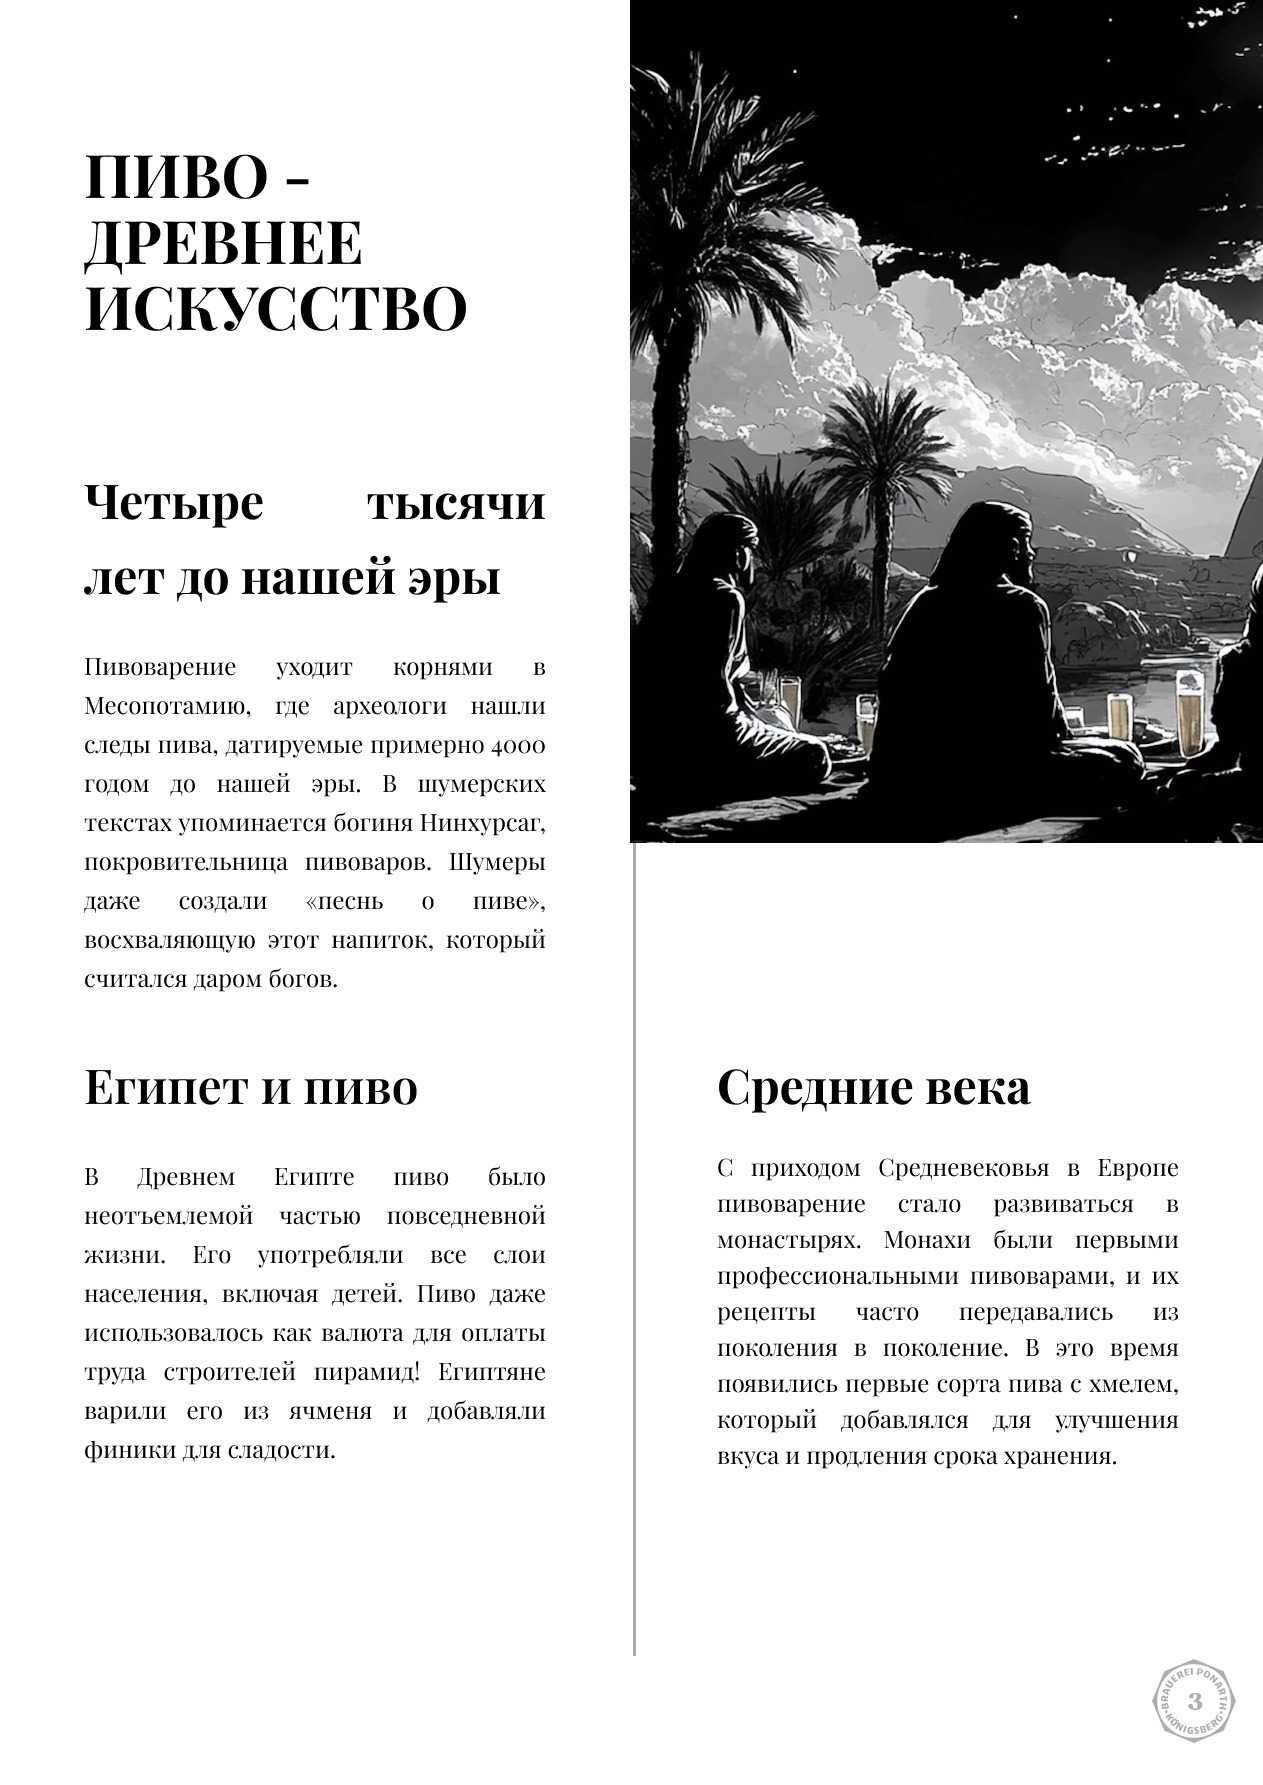 ПИВО -
ДРЕВНЕЕ
ИСКУССТВО
Четыре тысячи
лет до нашей эры
Пивоварение уходит корнями в
Месопотамию, где археологи нашли
следы пива, датируемые примерно 4000
годом до нашей эры. В шумерских
текстах упоминается богиня Нинхурсаг,
покровительница пивоваров. Шумеры
даже создали «песнь о пиве»,
восхваляющую этот напиток, который
считался даром богов.
Египет и пиво
В Древнем Египте пиво было
неотъемлемой частью повседневной
жизни. Его употребляли все слои
населения, включая детей. Пиво даже
использовалось как валюта для оплаты
труда строителей пирамид! Египтяне
варили его из ячменя и добавляли
финики для сладости.
Средние века
С приходом Средневековья в Европе
пивоварение стало развиваться в
монастырях. Монахи были первыми
профессиональными пивоварами, и их
рецепты часто передавались из
поколения в поколение. В это время
появились первые сорта пива с хмелем,
который добавлялся для улучшения
вкуса и продления срока хранения.
BRAUEREI PONARTH
3
KÖNIGSBERG